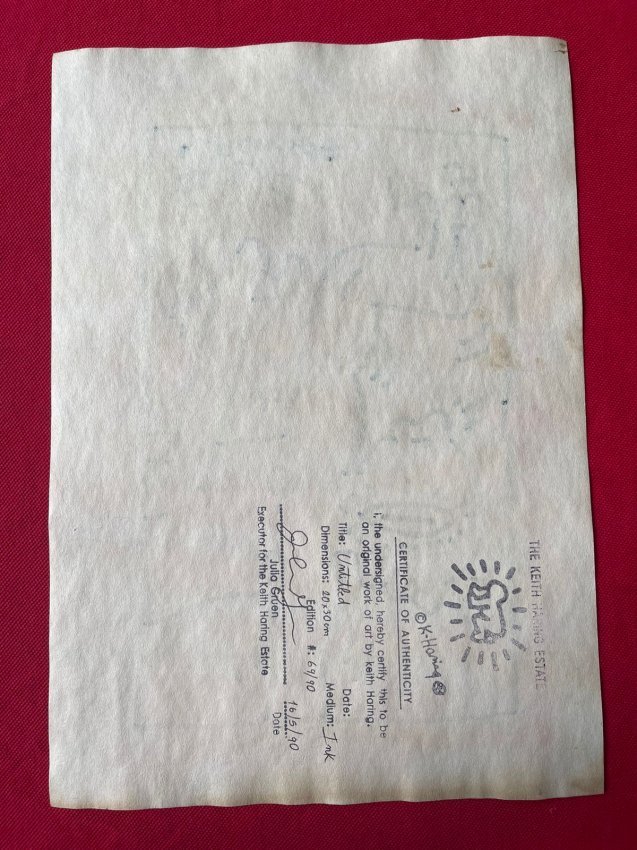 THE KEITH HARING ESTATE
© K. Haring
CERTIFICATE OF AUTHENTICITY
I, the undersigned, hereby certify this to be
an original work of art by Keith Haring.
Title: Untitled Date:
Dimensions: 20x30cm Medium: Ink
Edition #: 69/90
16/5/90
Julia Gruen Date
Executor for the Keith Haring Estate